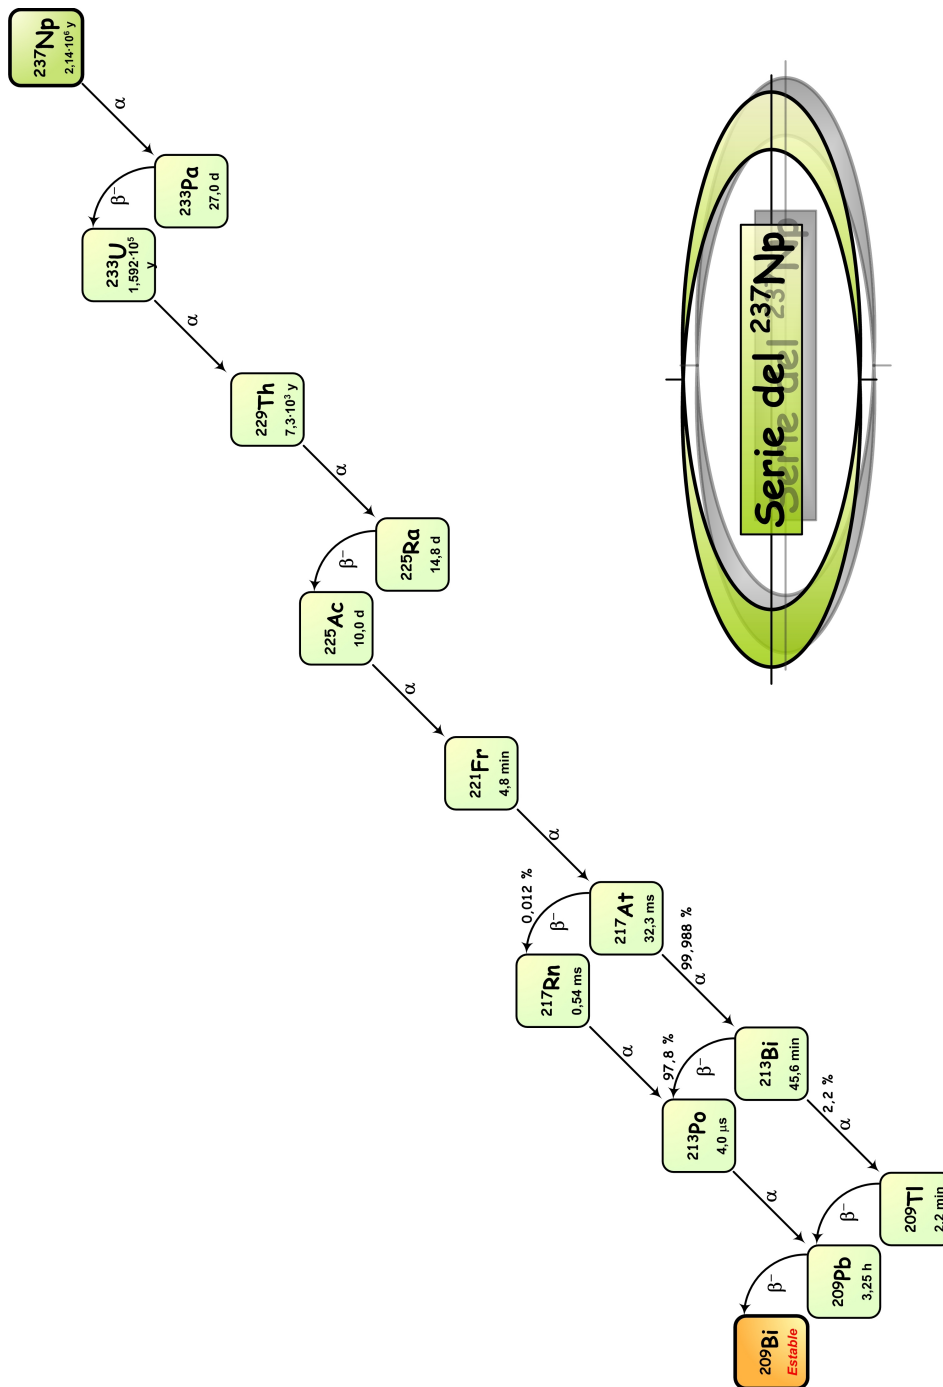 ²³⁷Np
2,14·10⁶ y
α
²³³Pa
27,0 d
β⁻
²³³U
1,592·10⁵
y
α
²²⁹Th
7,3·10³ y
α
²²⁵Ra
14,8 d
β⁻
²²⁵Ac
10,0 d
α
²²¹Fr
4,8 min
α
²¹⁷At
32,3 ms
0,012 %
β⁻
²¹⁷Rn
0,54 ms
99,988 %
α
α
²¹³Bi
45,6 min
97,8 %
β⁻
²¹³Po
4,0 µs
2,2 %
α
α
²⁰⁹Tl
2,2 min
β⁻
²⁰⁹Pb
3,25 h
β⁻
²⁰⁹Bi
Estable
Serie del ²³⁷Np